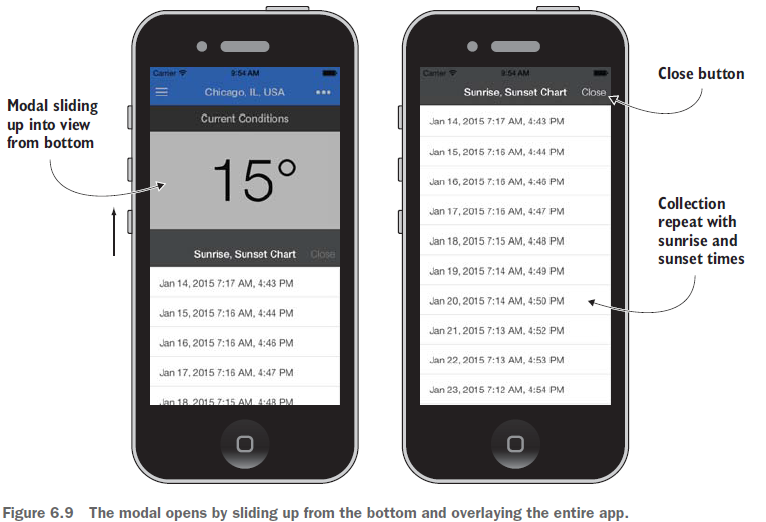 Modal sliding
up into view
from bottom
Carrier 9:54 AM
Chicago, IL, USA
Current Conditions
15°
Sunrise, Sunset Chart Close
Jan 14, 2015 7:17 AM, 4:43 PM
Jan 15, 2015 7:16 AM, 4:44 PM
Jan 16, 2015 7:16 AM, 4:46 PM
Jan 17, 2015 7:16 AM, 4:47 PM
Jan 18, 2015 7:15 AM, 4:48 PM
Carrier 9:54 AM
Sunrise, Sunset Chart Close
Jan 14, 2015 7:17 AM, 4:43 PM
Jan 15, 2015 7:16 AM, 4:44 PM
Jan 16, 2015 7:16 AM, 4:46 PM
Jan 17, 2015 7:16 AM, 4:47 PM
Jan 18, 2015 7:15 AM, 4:48 PM
Jan 19, 2015 7:14 AM, 4:49 PM
Jan 20, 2015 7:14 AM, 4:50 PM
Jan 21, 2015 7:13 AM, 4:52 PM
Jan 22, 2015 7:13 AM, 4:53 PM
Jan 23, 2015 7:12 AM, 4:54 PM
Close button
Collection
repeat with
sunrise and
sunset times
Figure 6.9 The modal opens by sliding up from the bottom and overlaying the entire app.